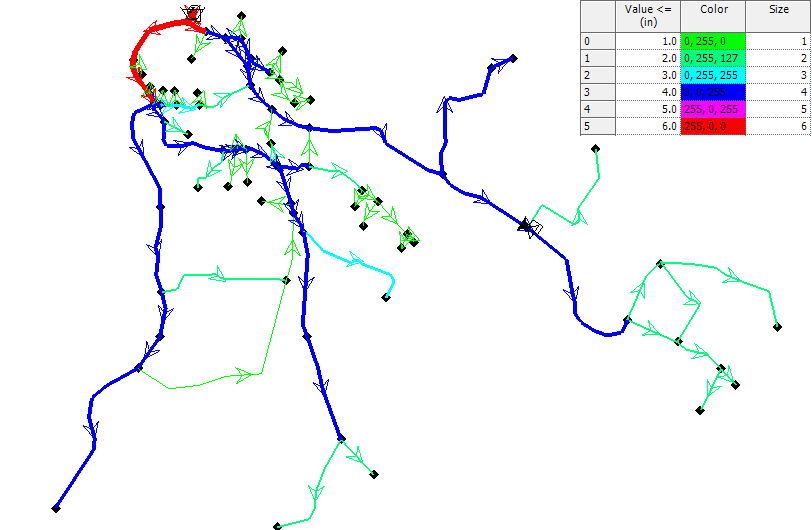 Value <= (in) Color Size
0 1.0 0, 255, 0 1
1 2.0 0, 255, 127 2
2 3.0 0, 255, 255 3
3 4.0 0, 0, 255 4
4 5.0 255, 0, 255 5
5 6.0 255, 0, 0 6